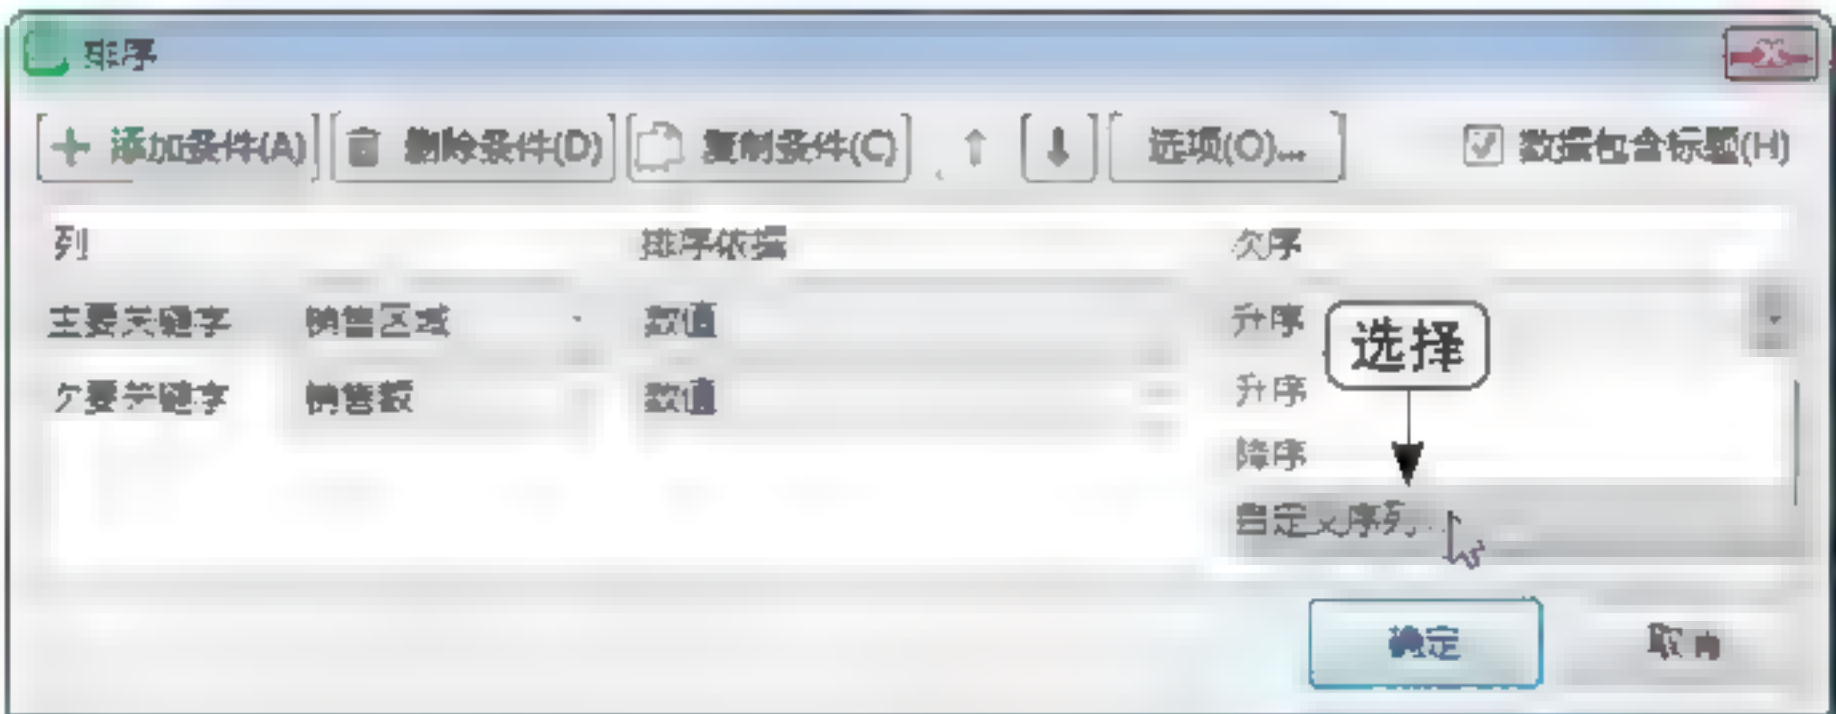 排序
添加条件(A) 删除条件(D) 复制条件(C) 选项(O)... 数据包含标题(H)
列 排序依据 次序
主要关键字 销售区域 数值 升序
选择
次要关键字 销售额 数值 升序
降序
自定义序列...
确定 取消